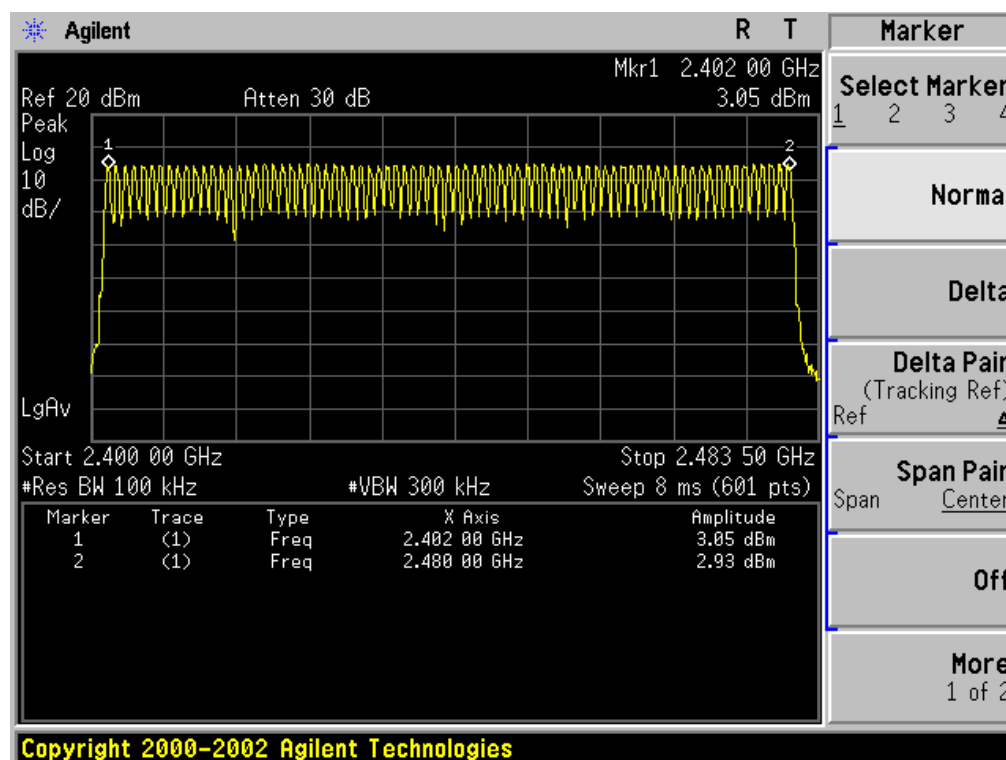 Agilent R T
Mkr1 2.402 00 GHz
Ref 20 dBm Atten 30 dB 3.05 dBm
Peak
Log
10
dB/
1
2
LgAv
Start 2.400 00 GHz Stop 2.483 50 GHz
#Res BW 100 kHz #VBW 300 kHz Sweep 8 ms (601 pts)
Marker Trace Type X Axis Amplitude
1 (1) Freq 2.402 00 GHz 3.05 dBm
2 (1) Freq 2.480 00 GHz 2.93 dBm
Marker
Select Marker
1 2 3 4
Norma
Delta
Delta Pair
(Tracking Ref)
Ref Δ
Span Pair
Span Center
Off
More
1 of 2
Copyright 2000-2002 Agilent Technologies